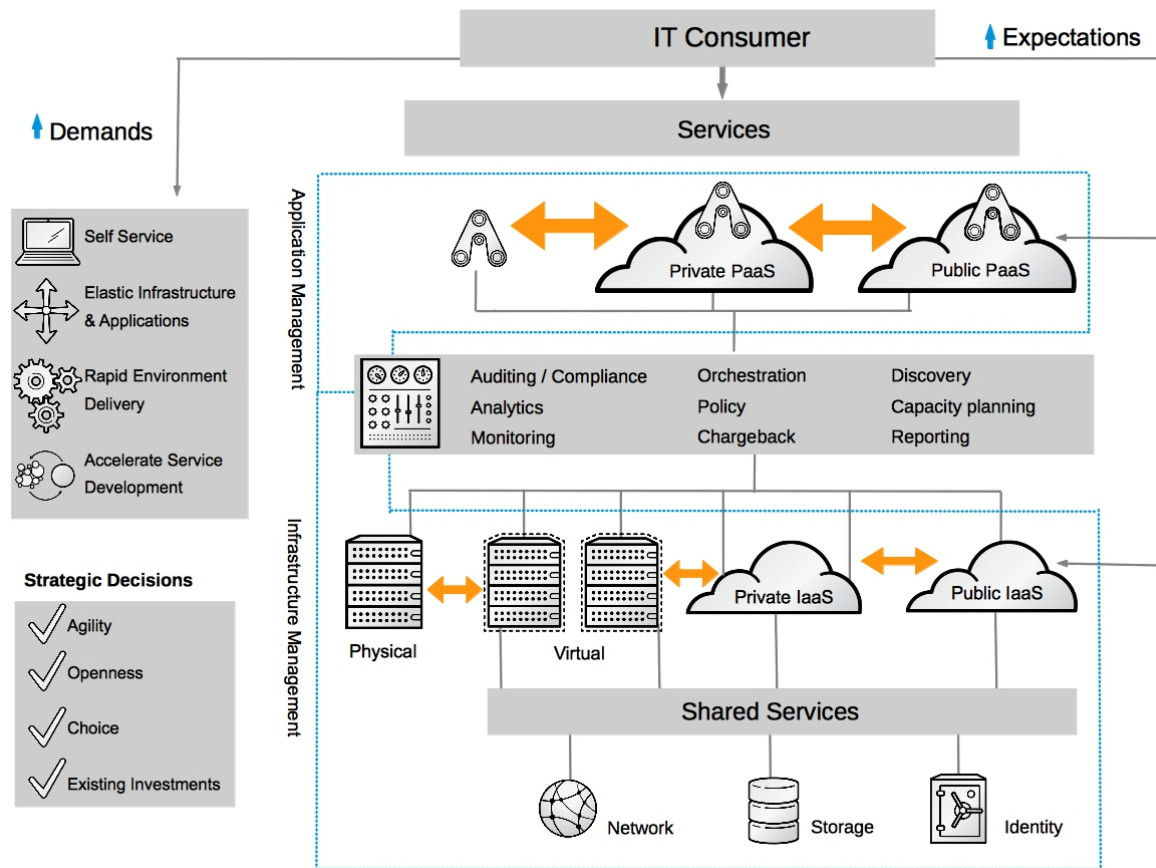 IT Consumer
Expectations
Demands
Services
Self Service
Elastic Infrastructure
& Applications
Rapid Environment
Delivery
Accelerate Service
Development
Strategic Decisions
Agility
Openness
Choice
Existing Investments
Application Management
Private PaaS
Public PaaS
Auditing / Compliance
Orchestration
Discovery
Analytics
Policy
Capacity planning
Monitoring
Chargeback
Reporting
Infrastructure Management
Physical
Virtual
Private IaaS
Public IaaS
Shared Services
Network
Storage
Identity